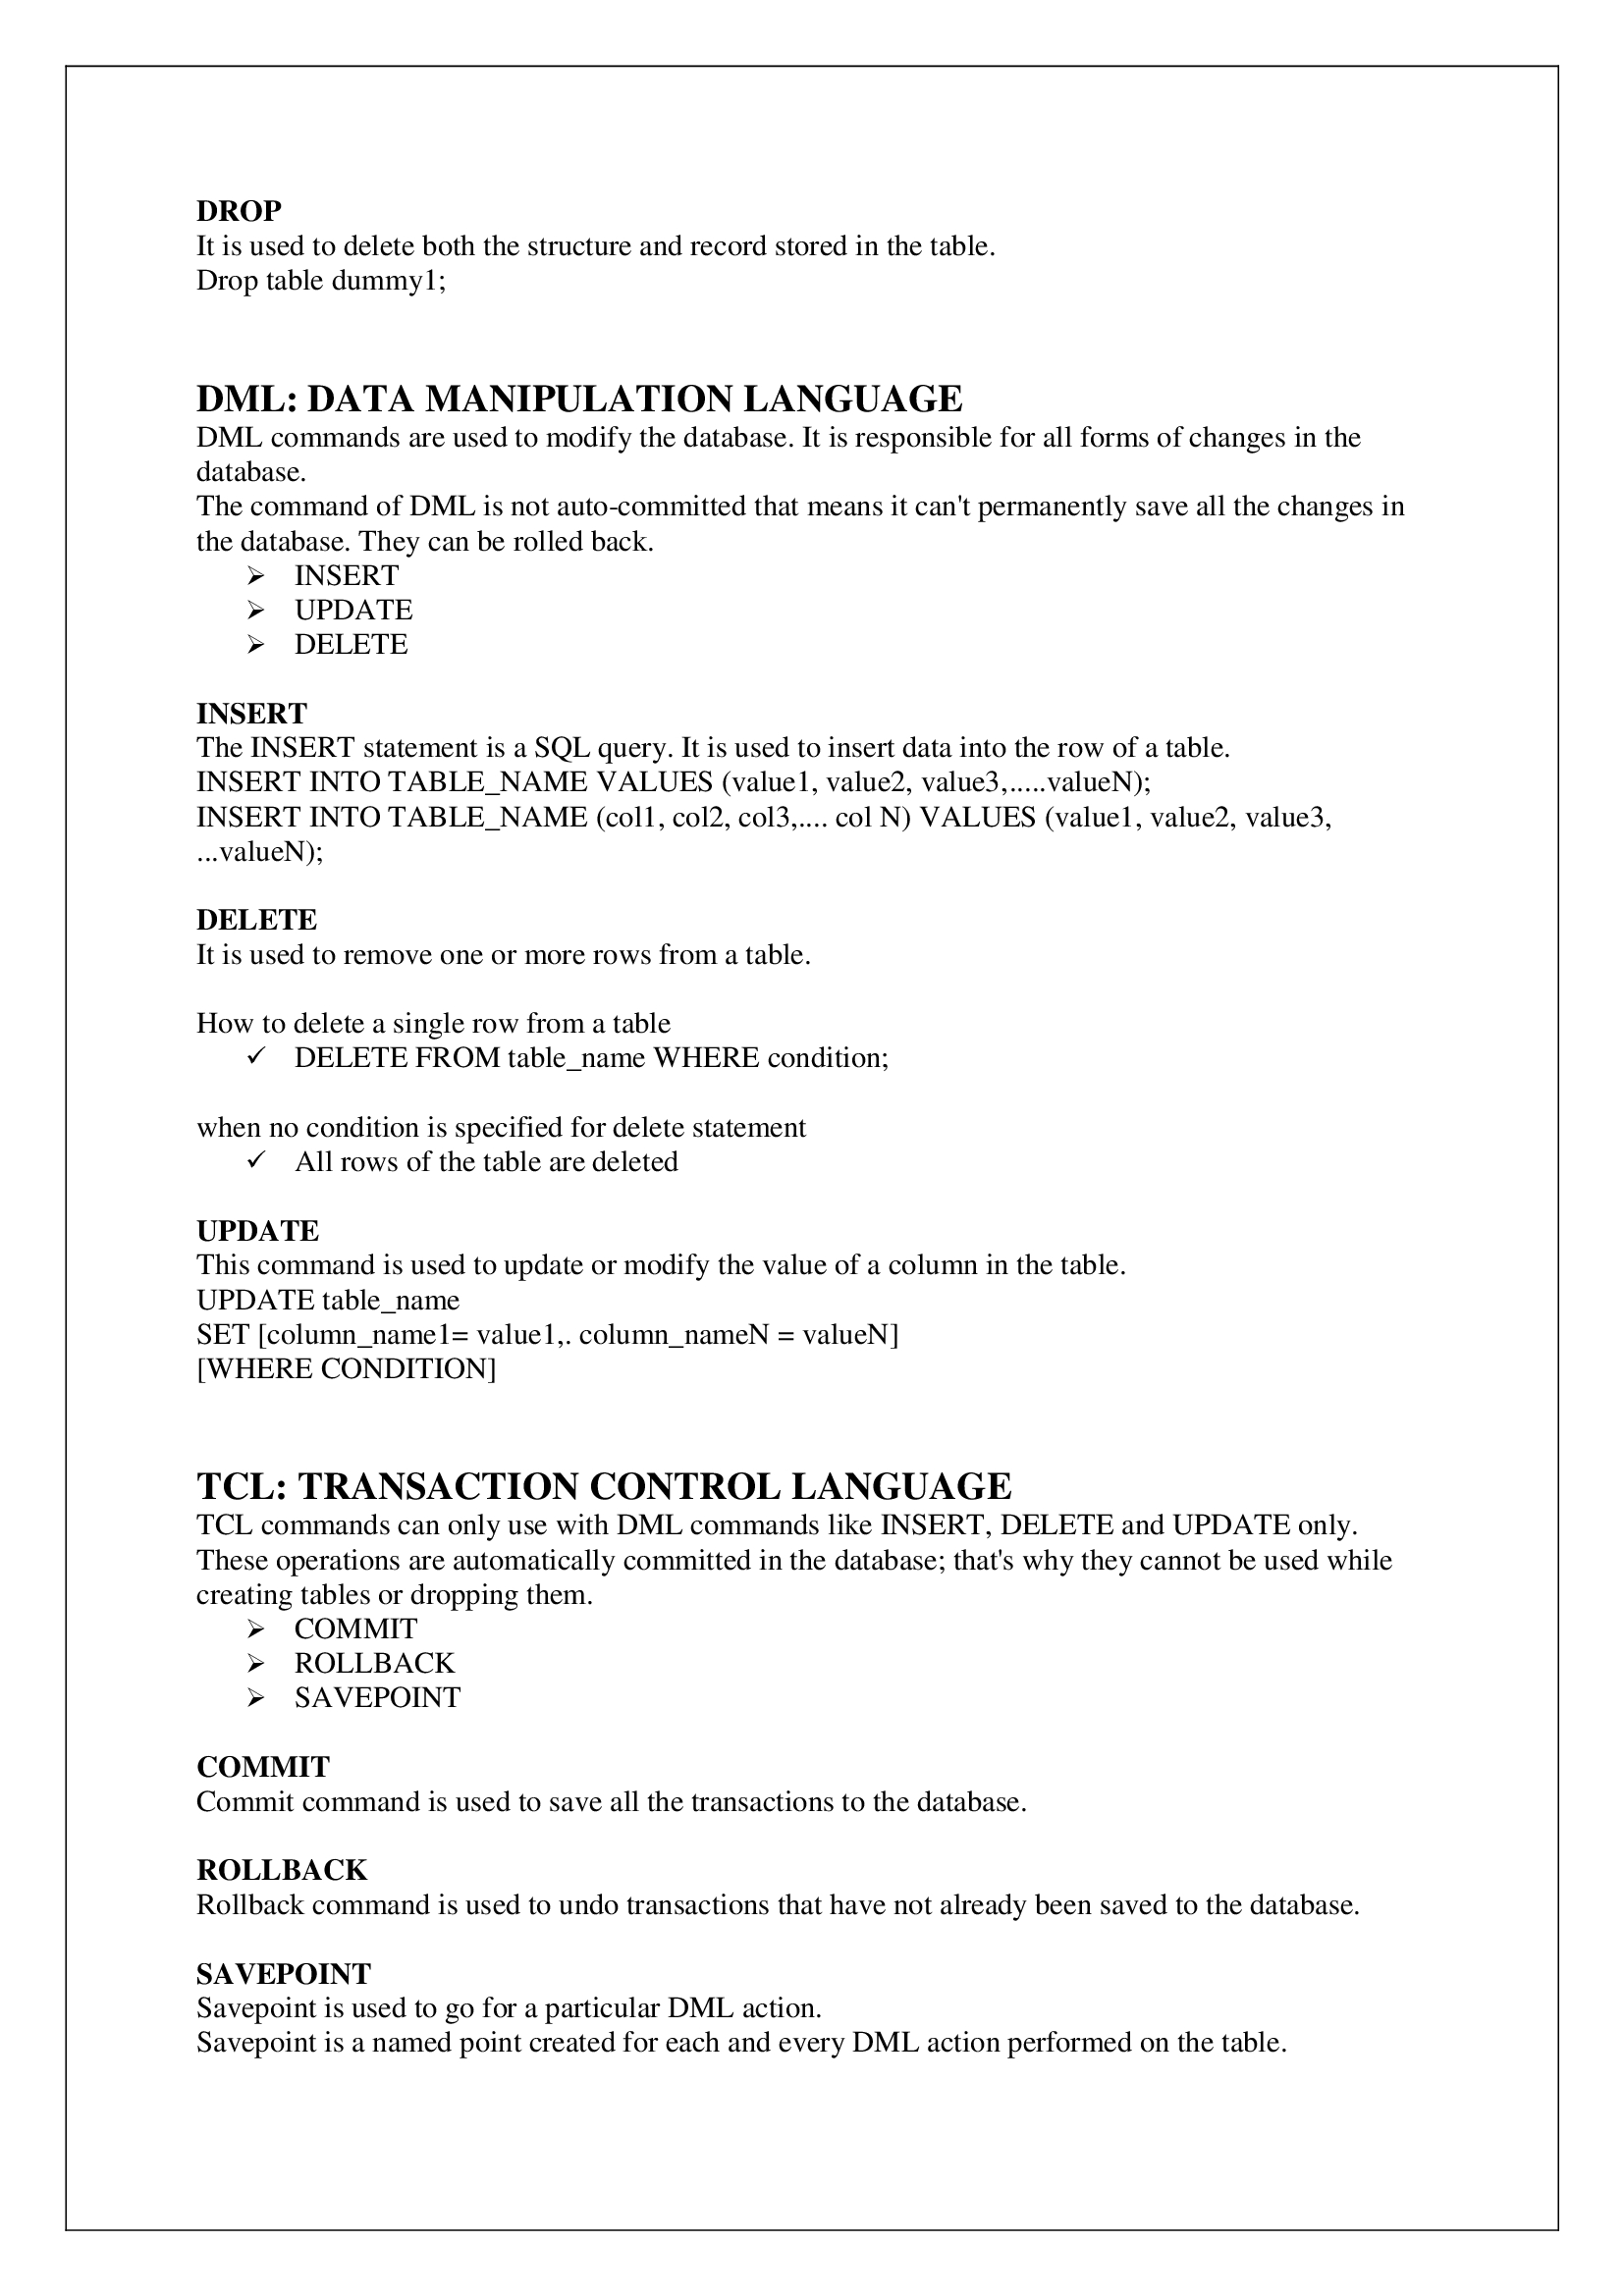 DROP
It is used to delete both the structure and record stored in the table.
Drop table dummy1;
DML: DATA MANIPULATION LANGUAGE
DML commands are used to modify the database. It is responsible for all forms of changes in the
database.
The command of DML is not auto-committed that means it can't permanently save all the changes in
the database. They can be rolled back.
➢ INSERT
➢ UPDATE
➢ DELETE
INSERT
The INSERT statement is a SQL query. It is used to insert data into the row of a table.
INSERT INTO TABLE_NAME VALUES (value1, value2, value3,.....valueN);
INSERT INTO TABLE_NAME (col1, col2, col3,.... col N) VALUES (value1, value2, value3,
...valueN);
DELETE
It is used to remove one or more rows from a table.
How to delete a single row from a table
✓ DELETE FROM table_name WHERE condition;
when no condition is specified for delete statement
✓ All rows of the table are deleted
UPDATE
This command is used to update or modify the value of a column in the table.
UPDATE table_name
SET [column_name1= value1,. column_nameN = valueN]
[WHERE CONDITION]
TCL: TRANSACTION CONTROL LANGUAGE
TCL commands can only use with DML commands like INSERT, DELETE and UPDATE only.
These operations are automatically committed in the database; that's why they cannot be used while
creating tables or dropping them.
➢ COMMIT
➢ ROLLBACK
➢ SAVEPOINT
COMMIT
Commit command is used to save all the transactions to the database.
ROLLBACK
Rollback command is used to undo transactions that have not already been saved to the database.
SAVEPOINT
Savepoint is used to go for a particular DML action.
Savepoint is a named point created for each and every DML action performed on the table.